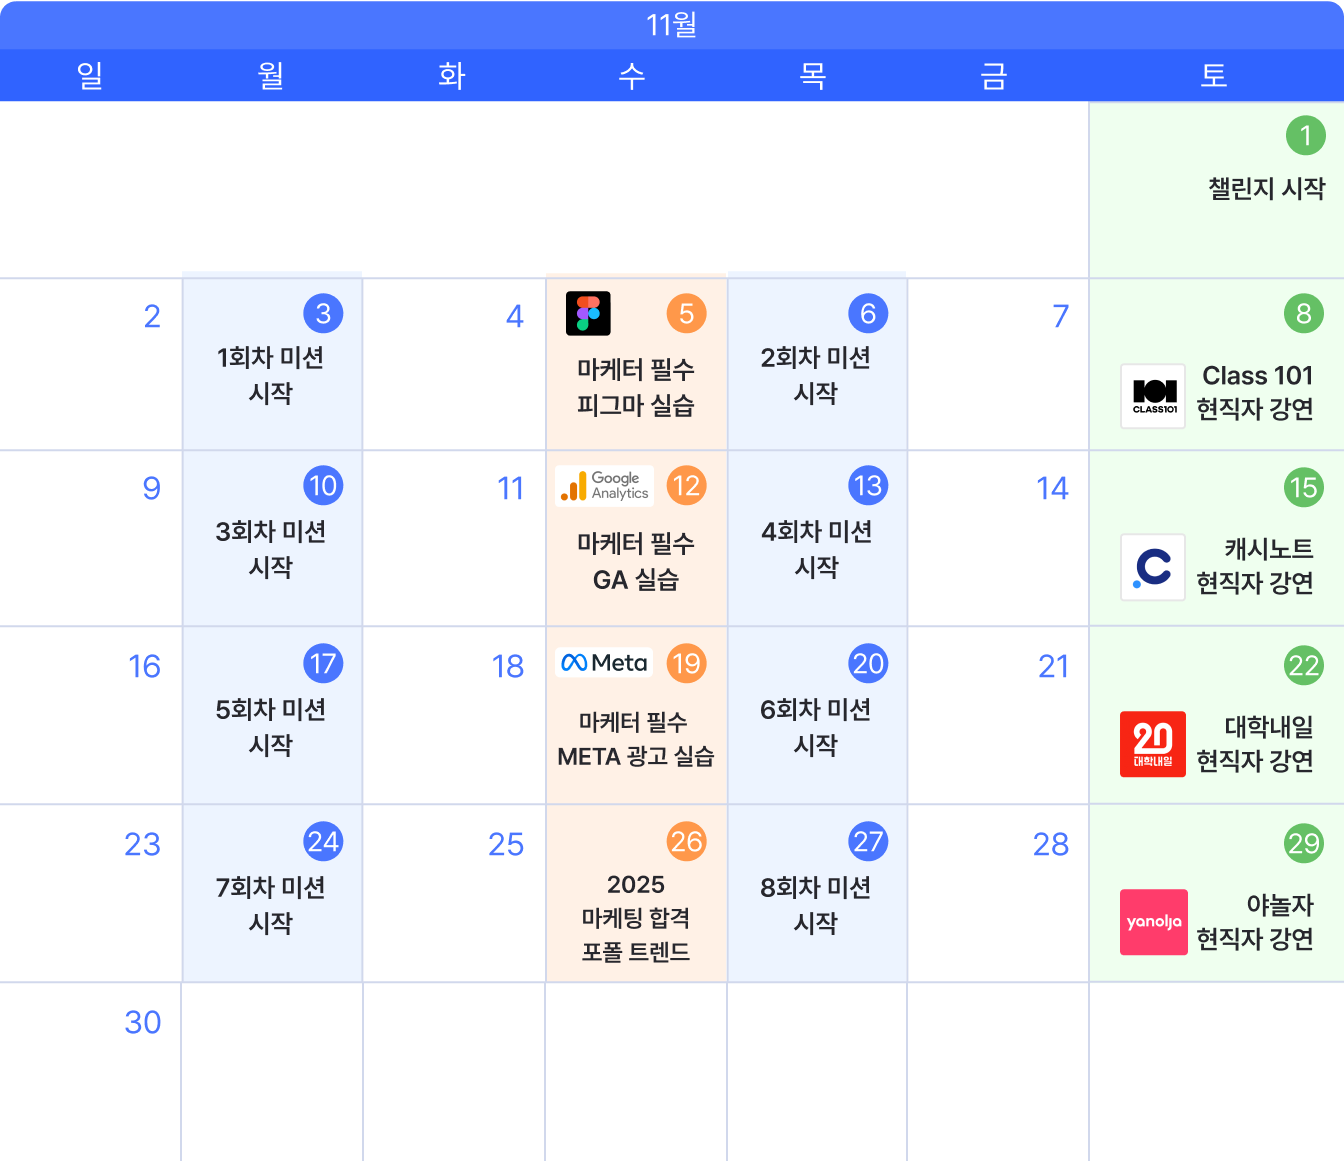 11월
일 월 화 수 목 금 토
1
챌린지 시작
2
3
1회차 미션
시작
4
5
마케터 필수
피그마 실습
6
2회차 미션
시작
7
8
CLASS101
Class 101
현직자 강연
9
10
3회차 미션
시작
11
Google
Analytics
12
마케터 필수
GA 실습
13
4회차 미션
시작
14
15
캐시노트
현직자 강연
16
17
5회차 미션
시작
18
Meta
19
마케터 필수
META 광고 실습
20
6회차 미션
시작
21
22
20
대학내일
대학내일
현직자 강연
23
24
7회차 미션
시작
25
26
2025
마케팅 합격
포폴 트렌드
27
8회차 미션
시작
28
29
yanolja
야놀자
현직자 강연
30